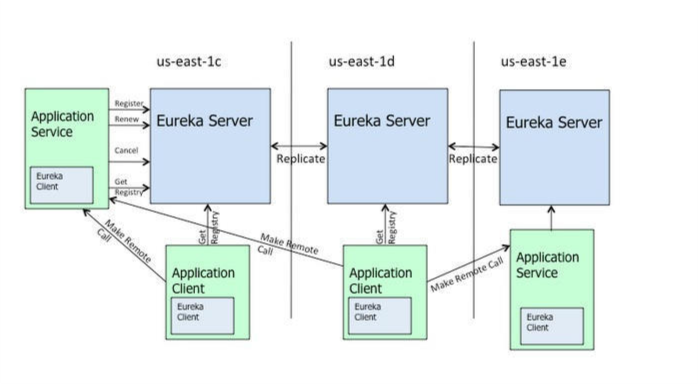 us-east-1c
us-east-1d
us-east-1e
Application
Service
Eureka
Client
Register
Renew
Cancel
Get
Registry
Eureka Server
Replicate
Eureka Server
Replicate
Eureka Server
Make Remote
Call
Get
Registry
Make Remote
Call
Get
Registry
Make Remote Call
Application
Client
Eureka
Client
Application
Client
Eureka
Client
Application
Service
Eureka
Client